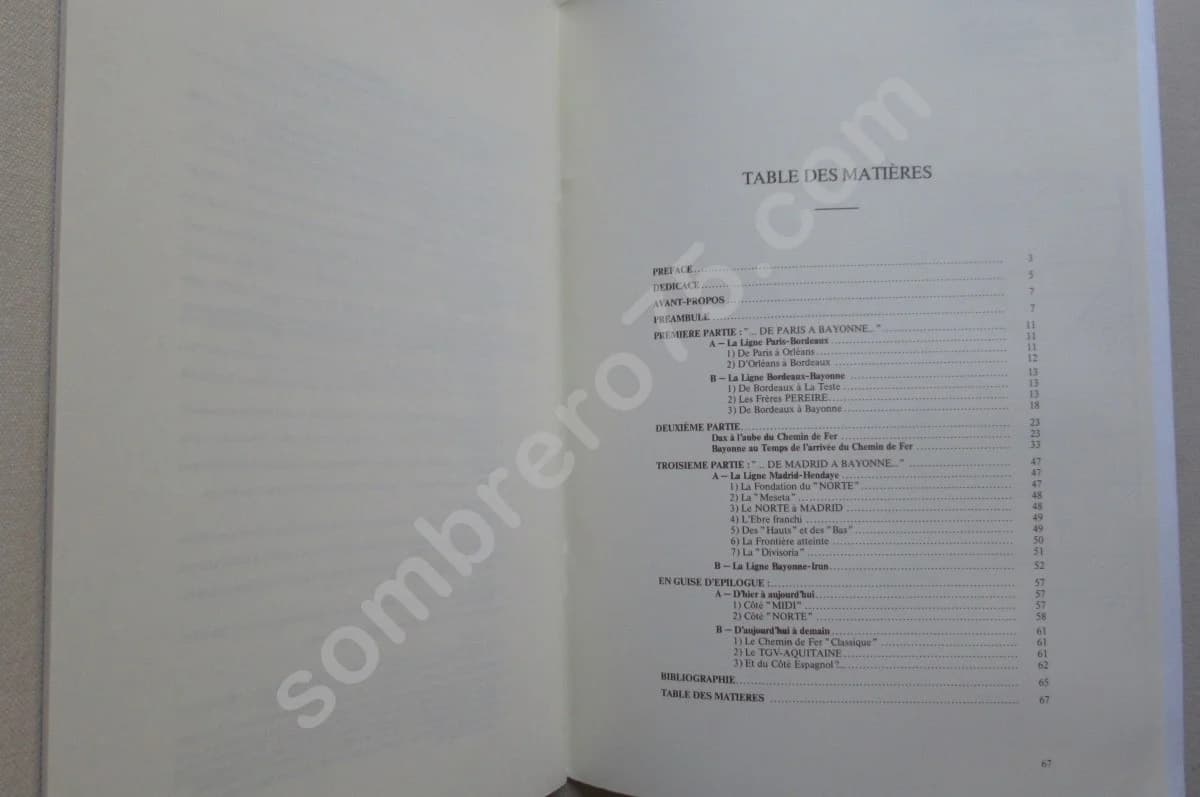 TABLE DES MATIÈRES
PREFACE 3
DEDICACE 5
AVANT-PROPOS 7
PRÉAMBULE 7
PREMIERE PARTIE : "... DE PARIS A BAYONNE..." 11
A — La Ligne Paris-Bordeaux 11
1) De Paris à Orléans 11
2) D'Orléans à Bordeaux 12
B — La Ligne Bordeaux-Bayonne 13
1) De Bordeaux à La Teste 13
2) Les Frères PEREIRE 13
3) De Bordeaux à Bayonne 18
DEUXIÈME PARTIE 23
Dax à l'aube du Chemin de Fer 23
Bayonne au Temps de l'arrivée du Chemin de Fer 33
TROISIEME PARTIE : "... DE MADRID A BAYONNE..." 47
A — La Ligne Madrid-Hendaye 47
1) La Fondation du "NORTE" 47
2) La "Meseta" 48
3) Le NORTE à MADRID 48
4) L'Ebre franchi 49
5) Des "Hauts" et des "Bas" 49
6) La Frontière atteinte 50
7) La "Divisoria" 51
B — La Ligne Bayonne-Irun 52
EN GUISE D'EPILOGUE : 57
A — D'hier à aujourd'hui 57
1) Côté "MIDI" 57
2) Côté "NORTE" 58
B — D'aujourd'hui à demain 61
1) Le Chemin de Fer "Classique" 61
2) Le TGV-AQUITAINE 61
3) Et du Côté Espagnol ?... 62
BIBLIOGRAPHIE 65
TABLE DES MATIERES 67
67
sombrero75.com